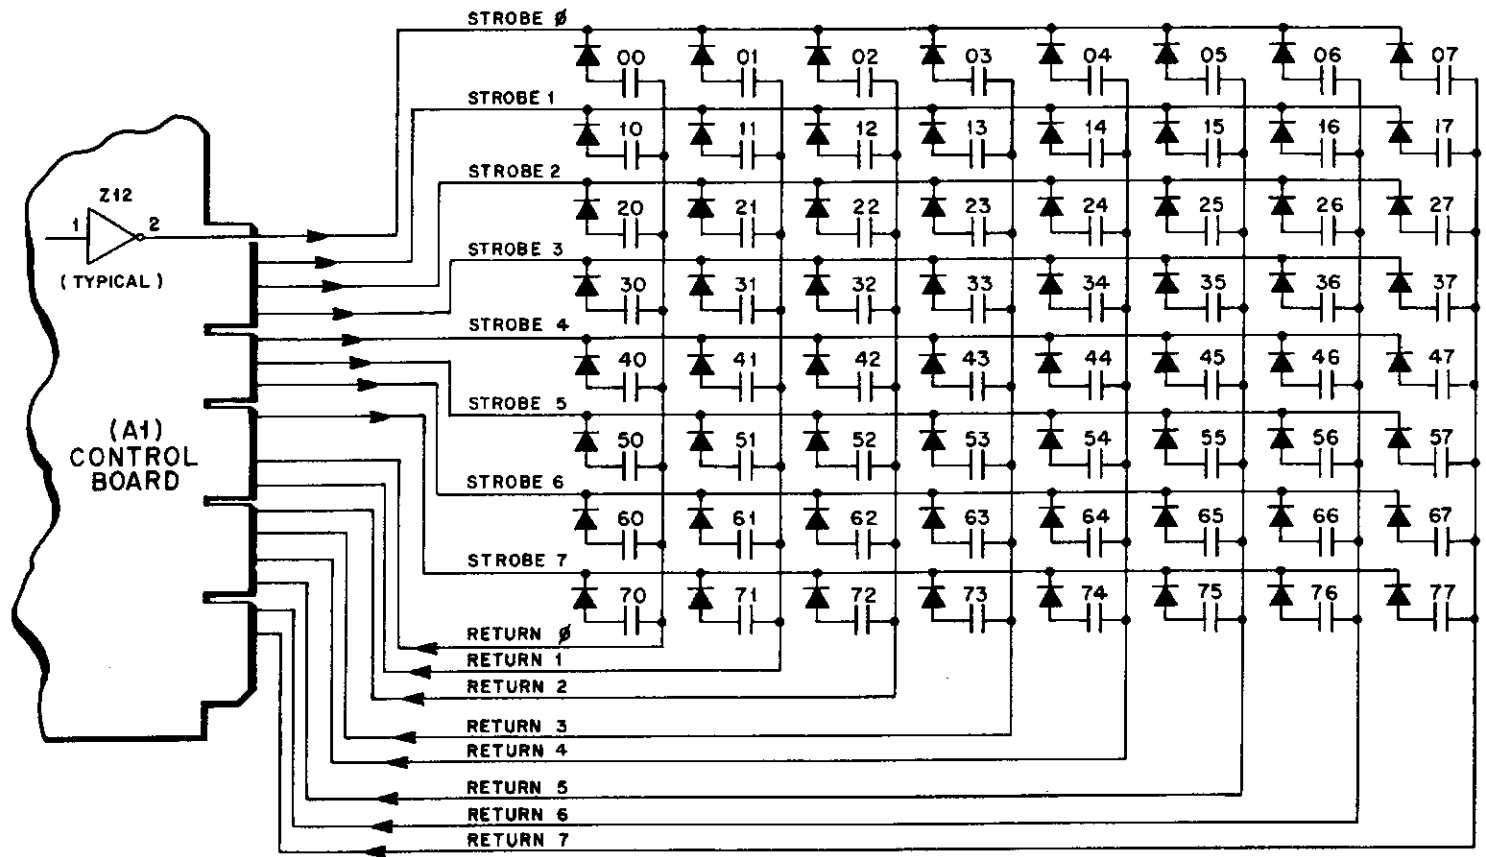 STROBE Ø
00 01 02 03 04 05 06 07
STROBE 1
10 11 12 13 14 15 16 17
STROBE 2
20 21 22 23 24 25 26 27
STROBE 3
30 31 32 33 34 35 36 37
STROBE 4
40 41 42 43 44 45 46 47
STROBE 5
50 51 52 53 54 55 56 57
STROBE 6
60 61 62 63 64 65 66 67
STROBE 7
70 71 72 73 74 75 76 77
Z12
1 2
(TYPICAL)
(A1)
CONTROL
BOARD
RETURN Ø
RETURN 1
RETURN 2
RETURN 3
RETURN 4
RETURN 5
RETURN 6
RETURN 7